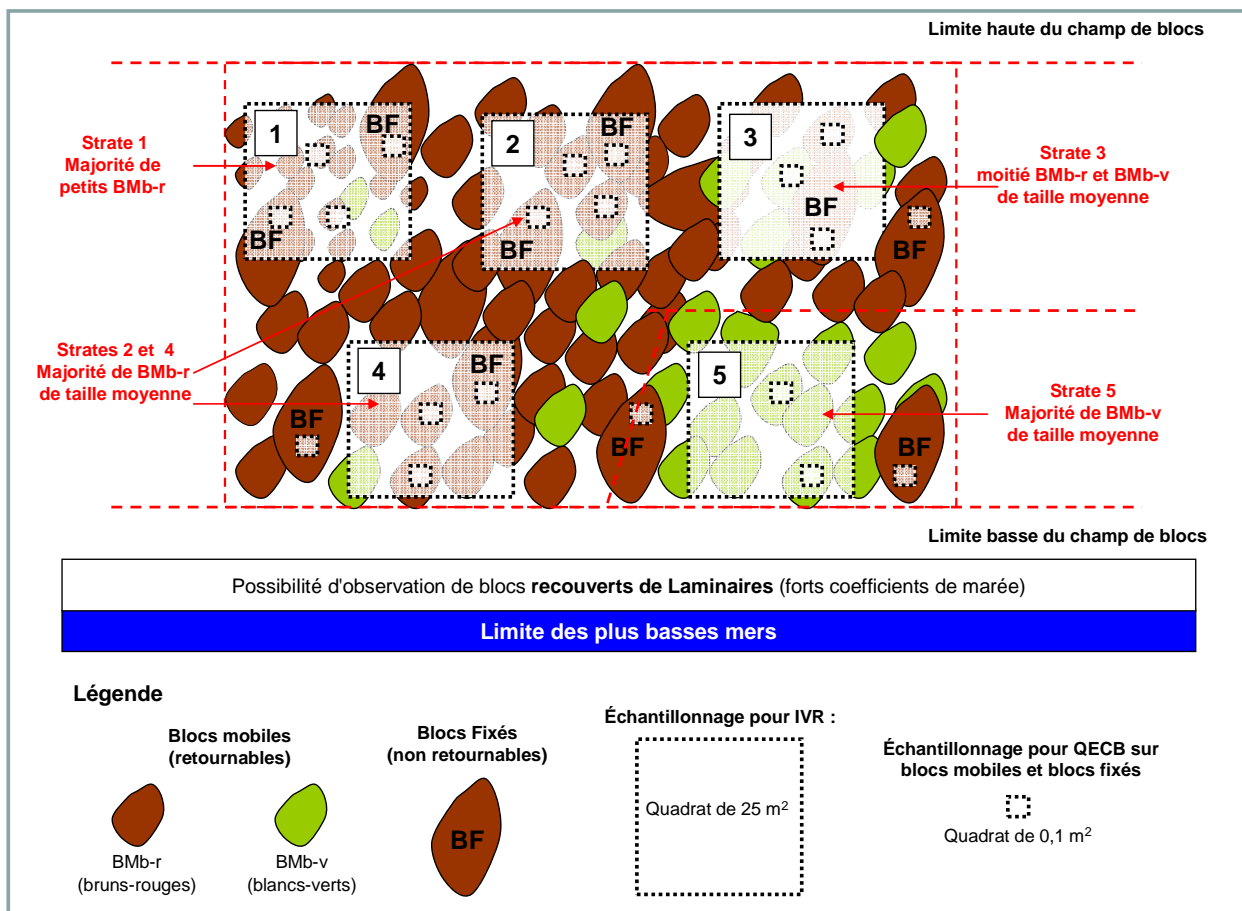 Limite haute du champ de blocs
Strate 1
Majorité de
petits BMb-r
1
BF
BF
2
BF
BF
3
BF
BF
Strate 3
moitié BMb-r et BMb-v
de taille moyenne
Strates 2 et 4
Majorité de BMb-r
de taille moyenne
BF
4
BF
BF
5
BF
Strate 5
Majorité de BMb-v
de taille moyenne
Limite basse du champ de blocs
Possibilité d'observation de blocs recouverts de Laminaires (forts coefficients de marée)
Limite des plus basses mers
Légende
Blocs mobiles
(retournables)
BMb-r
(bruns-rouges)
BMb-v
(blancs-verts)
Blocs Fixés
(non retournables)
BF
Échantillonnage pour IVR :
Quadrat de 25 m²
Échantillonnage pour QECB sur
blocs mobiles et blocs fixés
Quadrat de 0,1 m²